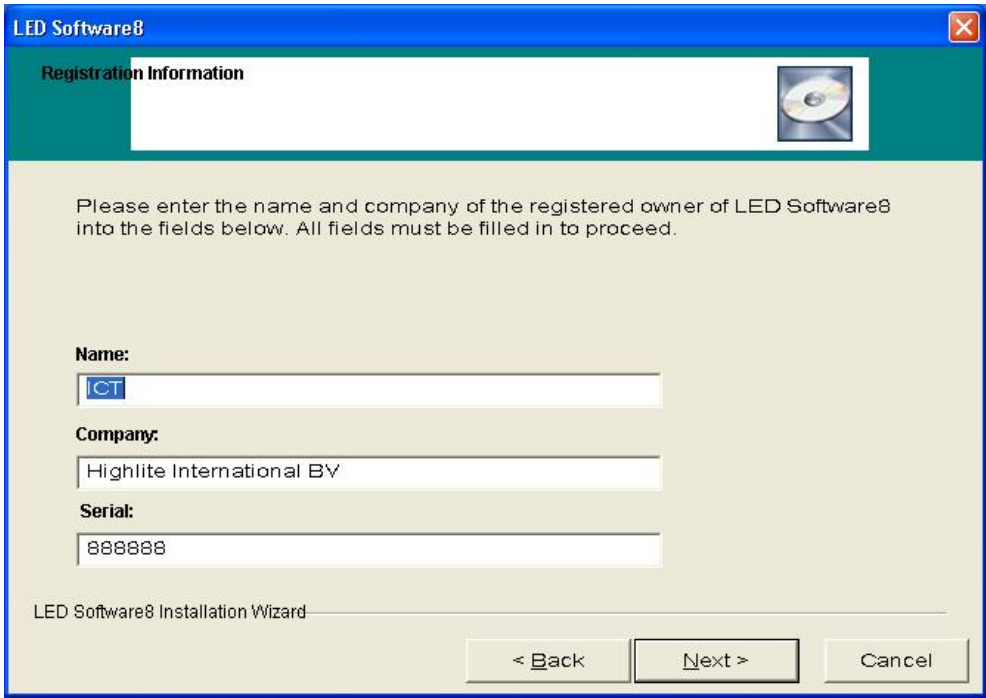 LED Software8
Registration Information
Please enter the name and company of the registered owner of LED Software8
into the fields below. All fields must be filled in to proceed.
Name:
ICT
Company:
Highlite International BV
Serial:
888888
LED Software8 Installation Wizard
< Back Next > Cancel